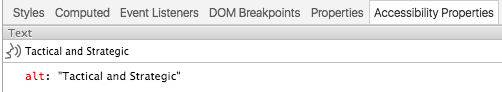 Styles Computed Event Listeners DOM Breakpoints Properties Accessibility Properties
Text
Tactical and Strategic
alt: "Tactical and Strategic"